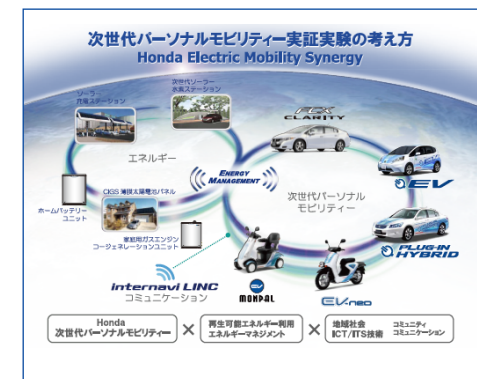 次世代パーソナルモビリティー実証実験の考え方
Honda Electric Mobility Synergy
ソーラー
充電ステーション
次世代ソーラー
水素ステーション
FCX
CLARITY
エネルギー
ENERGY
MANAGEMENT
EV
CIGS 薄膜太陽電池パネル
次世代パーソナル
モビリティー
ホームバッテリー
ユニット
家庭用ガスエンジン
コージェネレーションユニット
PLUG-IN
HYBRID
internavi LINC
コミュニケーション
EV
MONPAL
EV-neo
Honda
次世代パーソナルモビリティー
×
再生可能エネルギー利用
エネルギーマネジメント
×
地域社会 コミュニティ
ICT/ITS技術 コミュニケーション